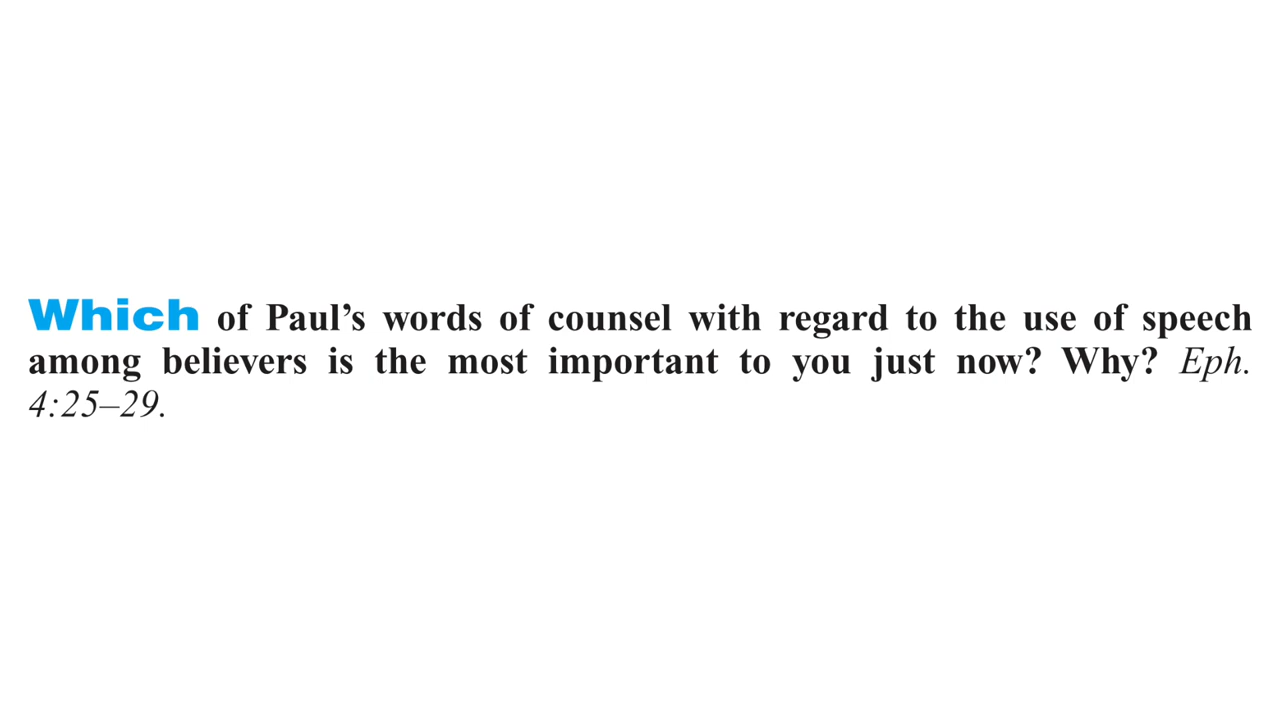 Which of Paul’s words of counsel with regard to the use of speech
among believers is the most important to you just now? Why? Eph.
4:25–29.